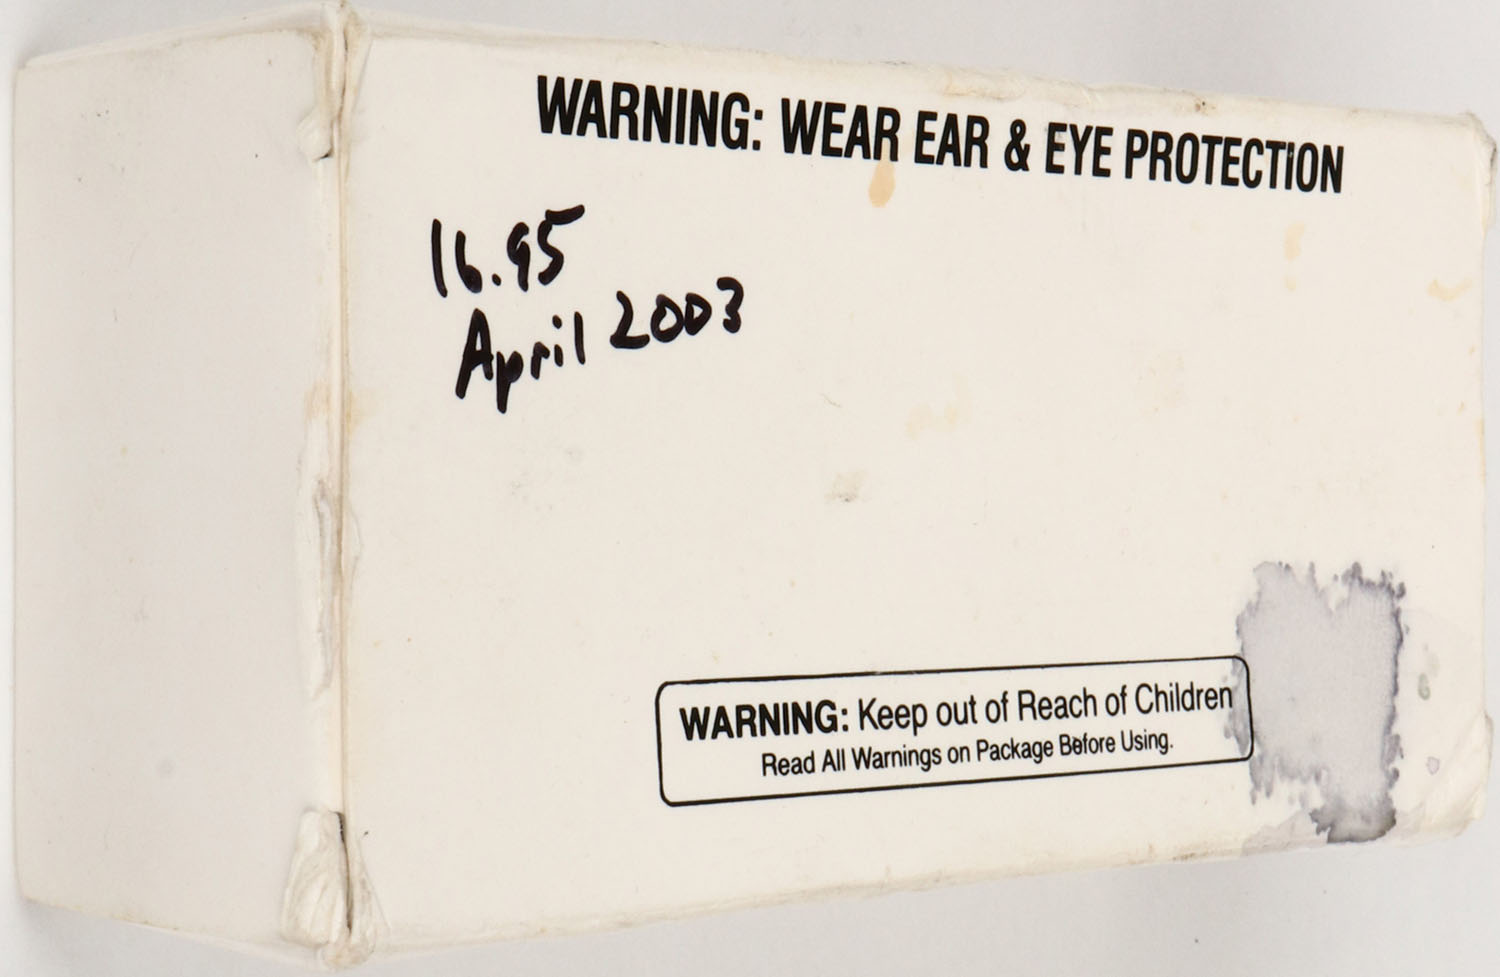 WARNING: WEAR EAR & EYE PROTECTION
16.95
April 2003
WARNING: Keep out of Reach of Children
Read All Warnings on Package Before Using.